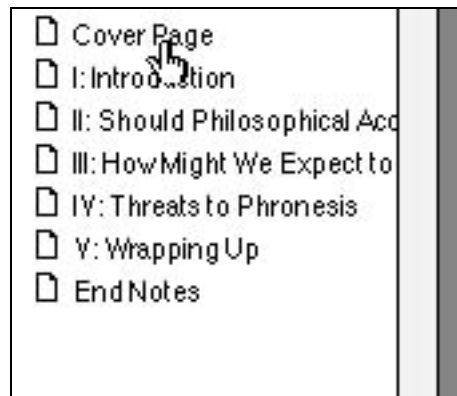 Cover Page
I: Introduction
II: Should Philosophical Acc
III: How Might We Expect to
IV: Threats to Phronesis
V: Wrapping Up
End Notes